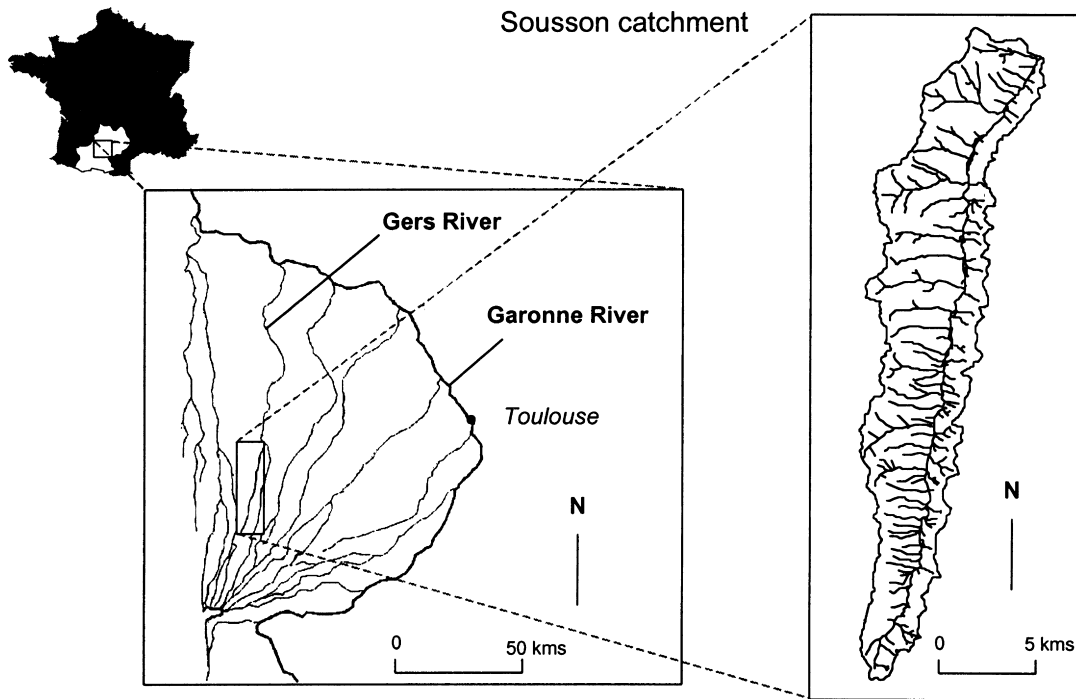 Sousson catchment
Gers River
Garonne River
Toulouse
N
0
50 kms
N
0
5 kms